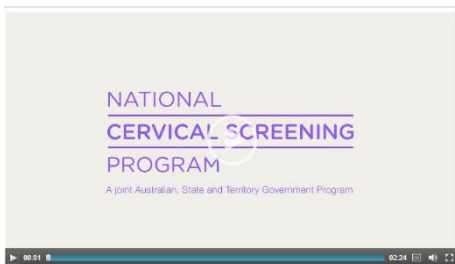 NATIONAL
CERVICAL SCREENING
PROGRAM
A joint Australian, State and Territory Government Program
00:01
02:24